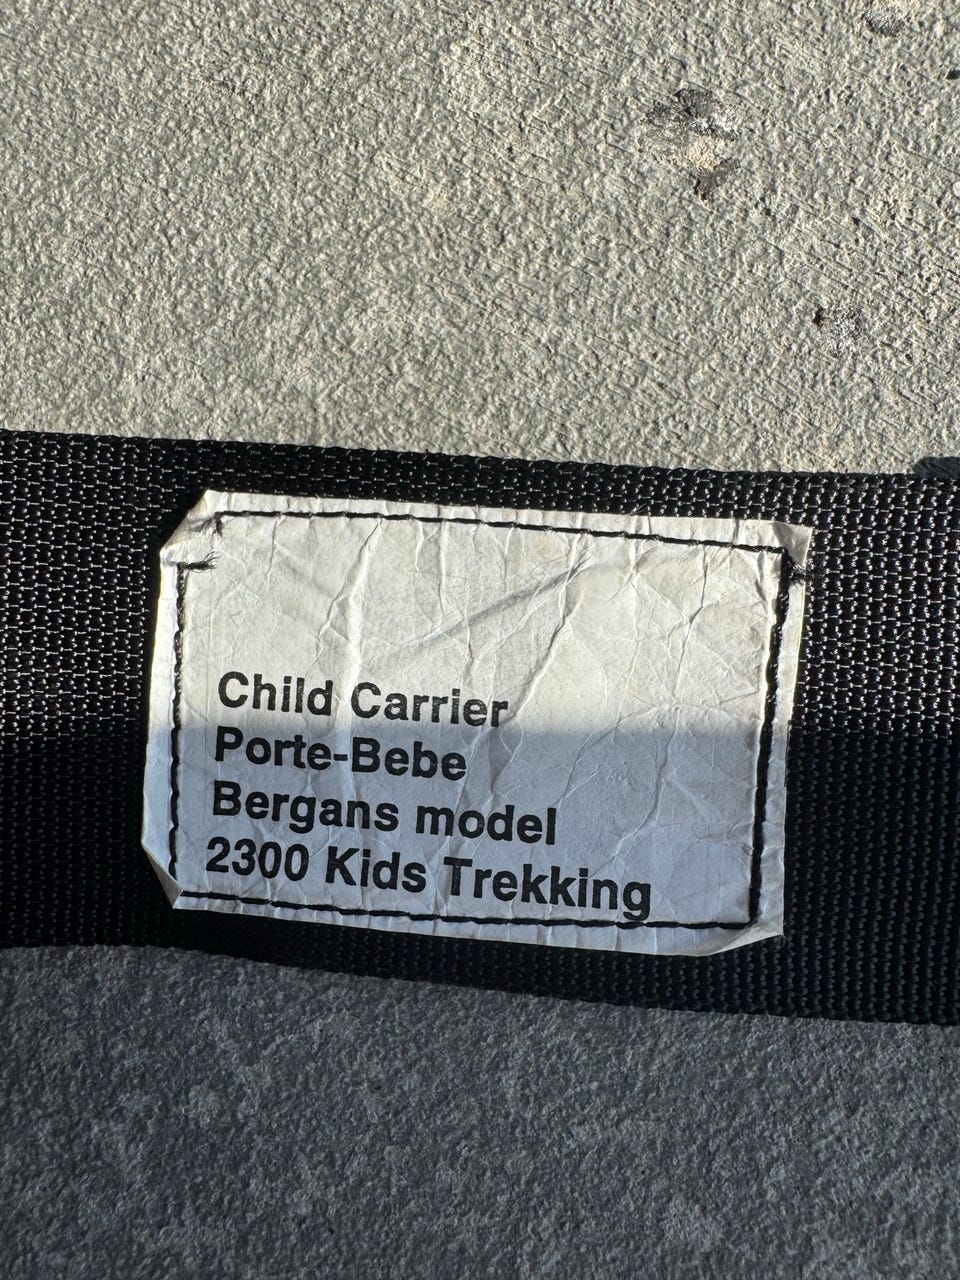 Child Carrier
Porte-Bebe
Bergans model
2300 Kids Trekking